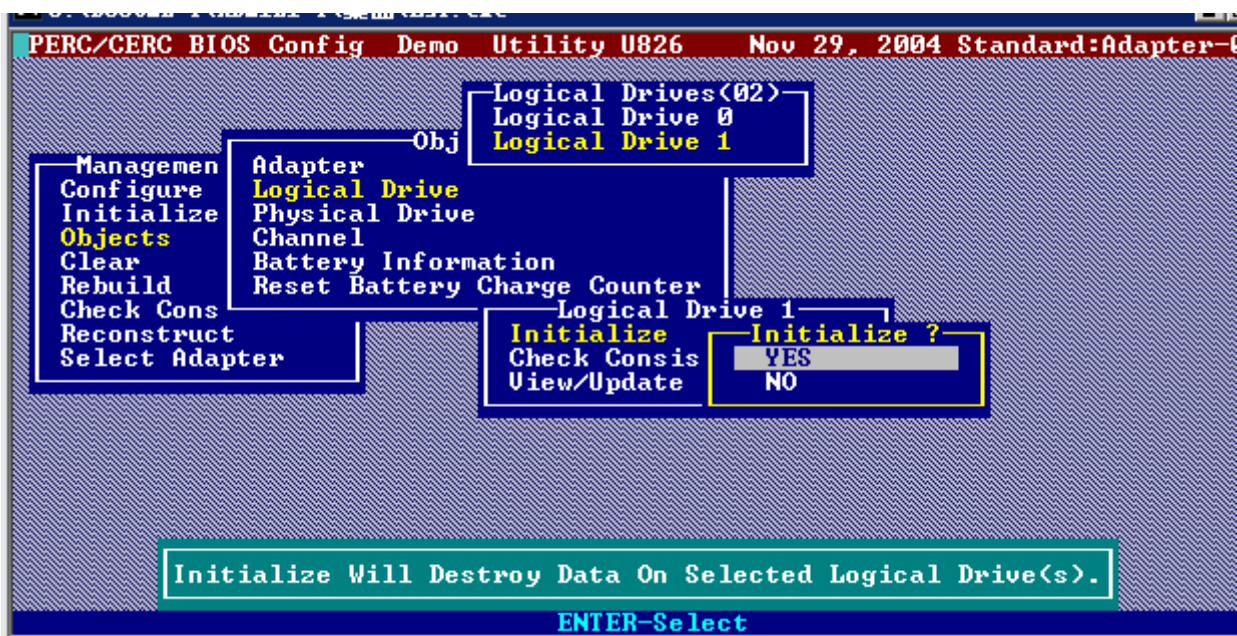 PERC/CERC BIOS Config Demo Utility U826 Nov 29, 2004 Standard:Adapter-0
Logical Drives(02)
Logical Drive 0
Logical Drive 1
Obj
Adapter
Logical Drive
Physical Drive
Channel
Battery Information
Reset Battery Charge Counter
Managemen
Configure
Initialize
Objects
Clear
Rebuild
Check Cons
Reconstruct
Select Adapter
Logical Drive 1
Initialize
Check Consis
View/Update
Initialize ?
YES
NO
Initialize Will Destroy Data On Selected Logical Drive(s).
ENTER-Select